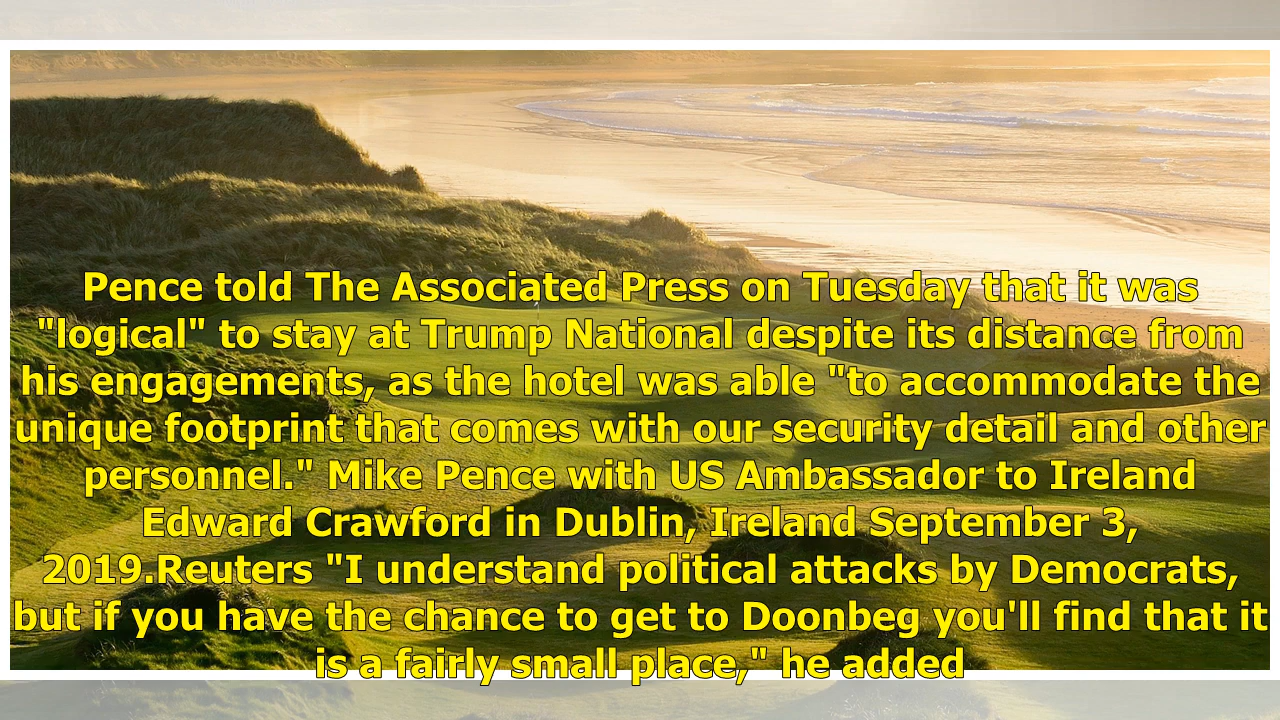 Pence told The Associated Press on Tuesday that it was
"logical" to stay at Trump National despite its distance from
his engagements, as the hotel was able "to accommodate the
unique footprint that comes with our security detail and other
personnel." Mike Pence with US Ambassador to Ireland
Edward Crawford in Dublin, Ireland September 3,
2019.Reuters "I understand political attacks by Democrats,
but if you have the chance to get to Doonbeg you'll find that it
is a fairly small place," he added